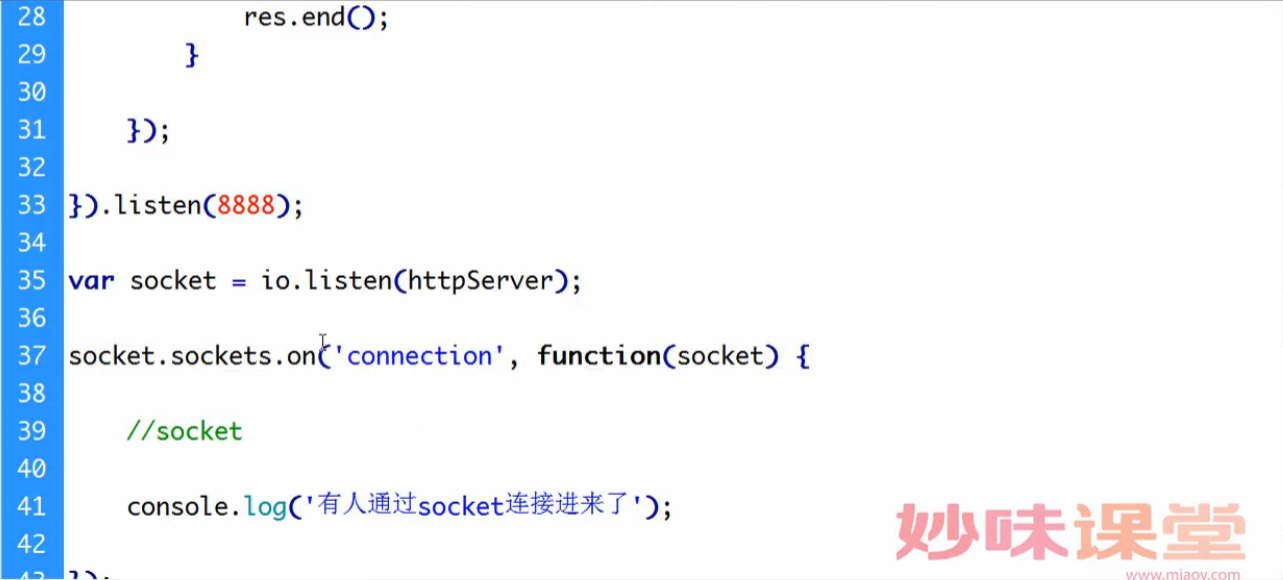 28 res.end();
29 }
30
31 });
32
33 }).listen(8888);
34
35 var socket = io.listen(httpServer);
36
37 socket.sockets.on('connection', function(socket) {
38
39 //socket
40
41 console.log('有人通过socket连接进来了');
42
43 });
妙味课堂
www.miaov.com